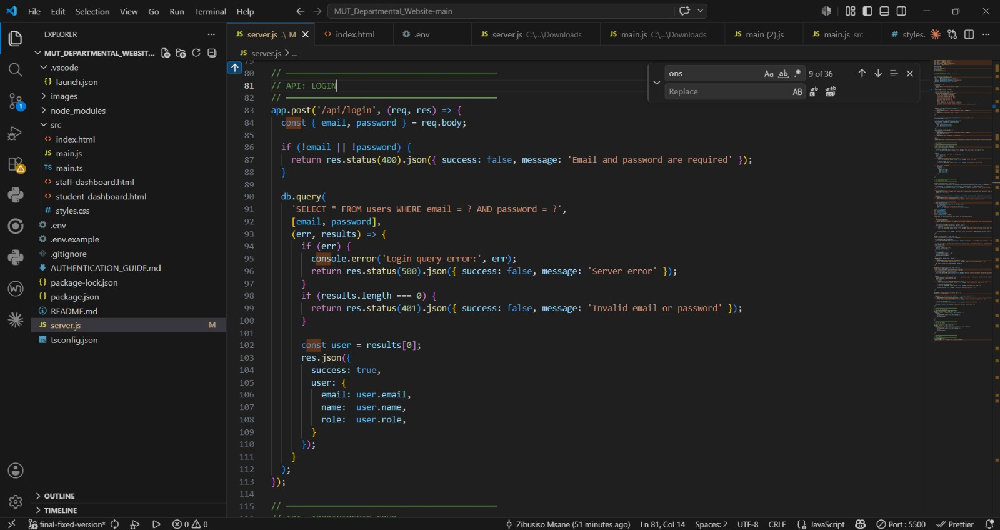 File Edit Selection View Go Run Terminal Help
MUT_Departmental_Website-main
EXPLORER
MUT_DEPARTMENTAL_WEBSIT...
.vscode
launch.json
images
node_modules
src
index.html
main.js
main.ts
staff-dashboard.html
student-dashboard.html
styles.css
.env
.env.example
.gitignore
AUTHENTICATION_GUIDE.md
package-lock.json
package.json
README.md
server.js M
tsconfig.json
OUTLINE
TIMELINE
server.js .\ M index.html .env server.js C:\...\Downloads main.js C:\...\Downloads main (2).js main.js src styles.
server.js > ...
ons Aa ab .* 9 of 36
Replace AB
79
80 // ═══════════════════════════════════════════
81 // API: LOGIN
82 // ═══════════════════════════════════════════
83 app.post('/api/login', (req, res) => {
84 const { email, password } = req.body;
85
86 if (!email || !password) {
87 return res.status(400).json({ success: false, message: 'Email and password are required' });
88 }
89
90 db.query(
91 'SELECT * FROM users WHERE email = ? AND password = ?',
92 [email, password],
93 (err, results) => {
94 if (err) {
95 console.error('Login query error:', err);
96 return res.status(500).json({ success: false, message: 'Server error' });
97 }
98 if (results.length === 0) {
99 return res.status(401).json({ success: false, message: 'Invalid email or password' });
100 }
101
102 const user = results[0];
103 res.json({
104 success: true,
105 user: {
106 email: user.email,
107 name: user.name,
108 role: user.role,
109 }
110 });
111 }
112 );
113 });
114
115 // ═══════════════════════════════════════════
116 // API: APPOINTMENTS CRUD
final-fixed-version* 0 0 Zibusiso Msane (51 minutes ago) Ln 81, Col 14 Spaces: 2 UTF-8 CRLF {} JavaScript Port : 5500 Prettier